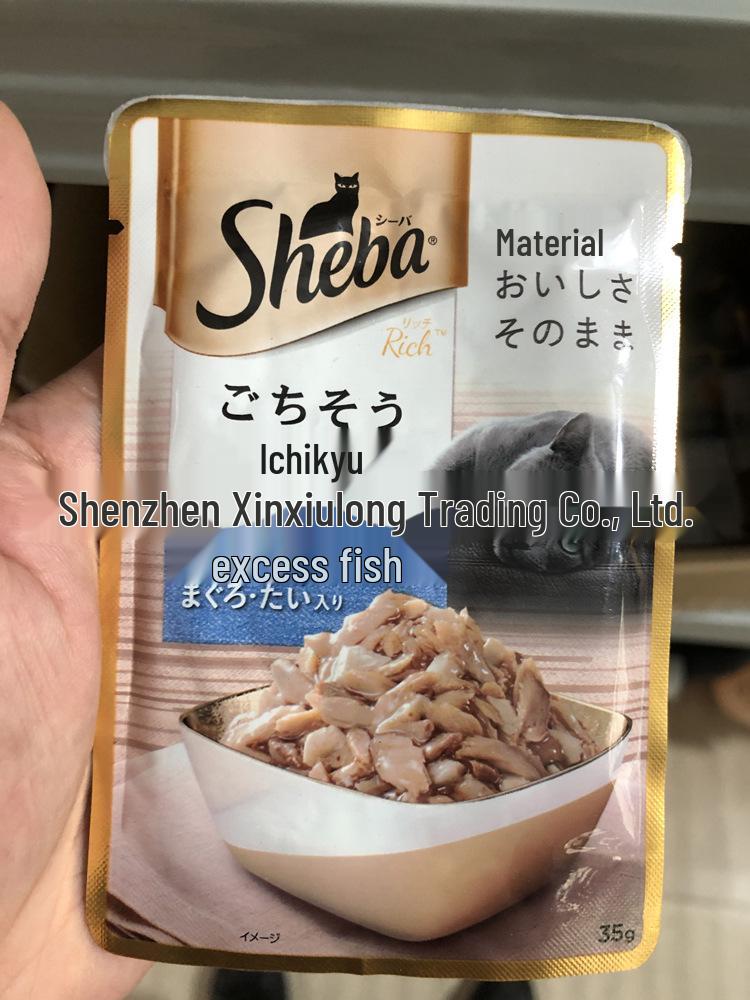 シーバ
Sheba®
リッチ
Rich™
Material
おいしさ
そのまま
ごちそう
Ichikyu
Shenzhen Xinxiulong Trading Co., Ltd.
excess fish
まぐろ・たい入り
イメージ
35g